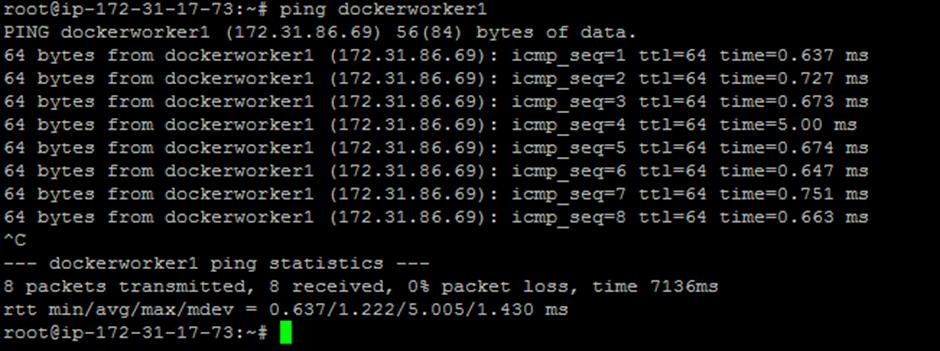 root@ip-172-31-17-73:~# ping dockerworker1
PING dockerworker1 (172.31.86.69) 56(84) bytes of data.
64 bytes from dockerworker1 (172.31.86.69): icmp_seq=1 ttl=64 time=0.637 ms
64 bytes from dockerworker1 (172.31.86.69): icmp_seq=2 ttl=64 time=0.727 ms
64 bytes from dockerworker1 (172.31.86.69): icmp_seq=3 ttl=64 time=0.673 ms
64 bytes from dockerworker1 (172.31.86.69): icmp_seq=4 ttl=64 time=5.00 ms
64 bytes from dockerworker1 (172.31.86.69): icmp_seq=5 ttl=64 time=0.674 ms
64 bytes from dockerworker1 (172.31.86.69): icmp_seq=6 ttl=64 time=0.647 ms
64 bytes from dockerworker1 (172.31.86.69): icmp_seq=7 ttl=64 time=0.751 ms
64 bytes from dockerworker1 (172.31.86.69): icmp_seq=8 ttl=64 time=0.663 ms
^C
--- dockerworker1 ping statistics ---
8 packets transmitted, 8 received, 0% packet loss, time 7136ms
rtt min/avg/max/mdev = 0.637/1.222/5.005/1.430 ms
root@ip-172-31-17-73:~#